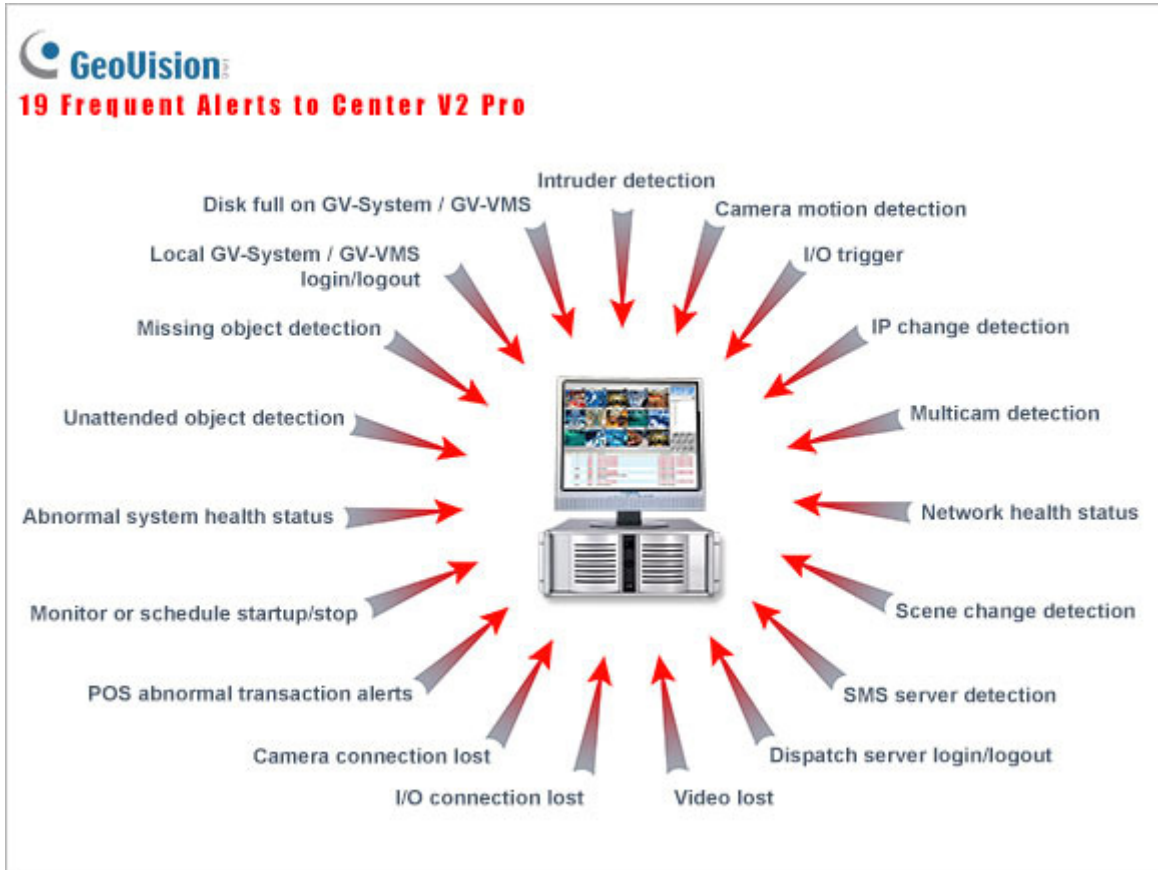 GeoVision
19 Frequent Alerts to Center V2 Pro
Intruder detection
Disk full on GV-System / GV-VMS
Camera motion detection
Local GV-System / GV-VMS
login/logout
I/O trigger
Missing object detection
IP change detection
Unattended object detection
Multicam detection
Abnormal system health status
Network health status
Monitor or schedule startup/stop
Scene change detection
POS abnormal transaction alerts
SMS server detection
Camera connection lost
Dispatch server login/logout
I/O connection lost
Video lost